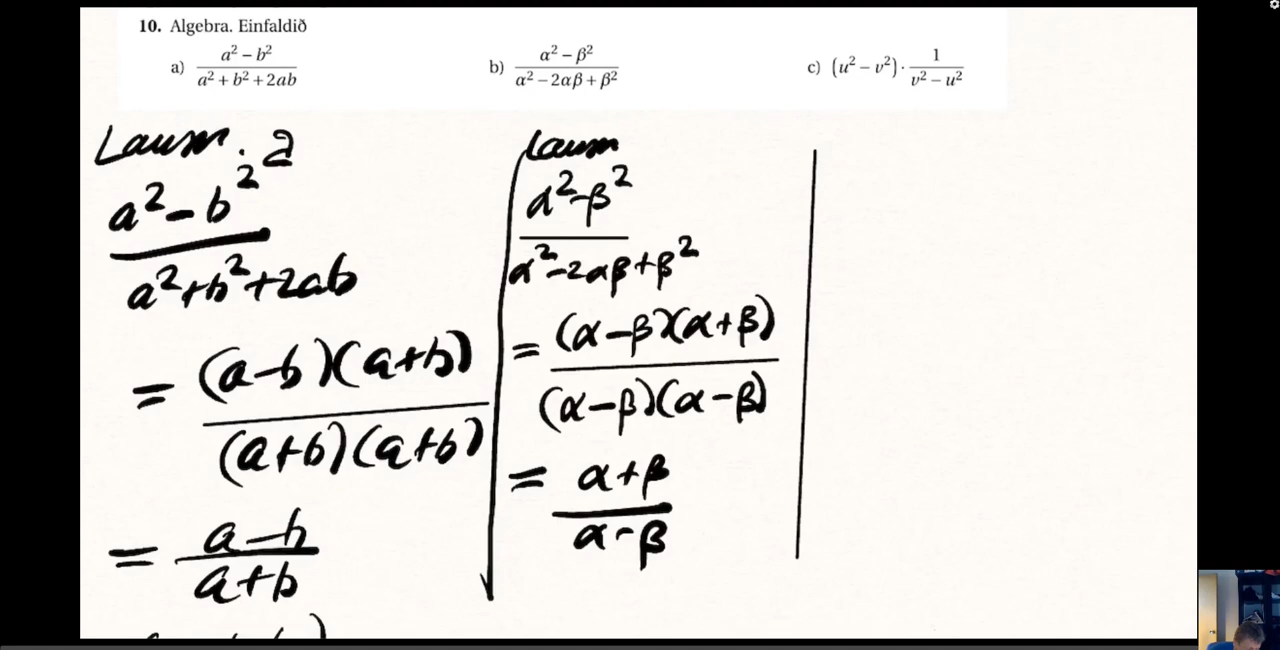 10. Algebra. Einfaldið
a) (a² − b²)/(a² + b² + 2ab) b) (α² − β²)/(α² − 2αβ + β²) c) (u² − v²) · 1/(v² − u²)
Lausn. a
a² − b²
a² + b² + 2ab
= (a − b)(a + b)
(a + b)(a + b)
= a − b
a + b
Lausn
α² − β²
α² − 2αβ + β²
= (α − β)(α + β)
(α − β)(α − β)
= α + β
α − β